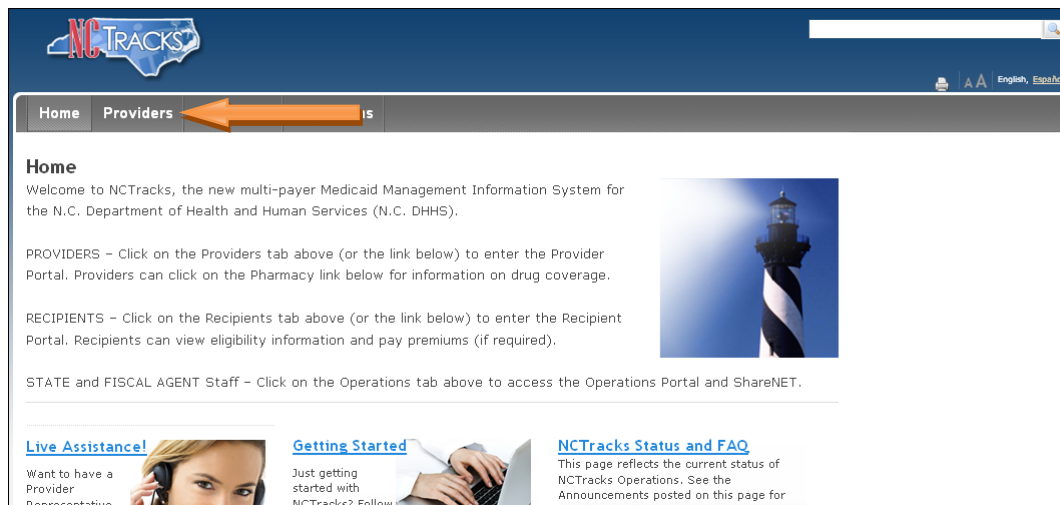 NCTRACKS
English, Españo
Home Providers ns
Home
Welcome to NCTracks, the new multi-payer Medicaid Management Information System for
the N.C. Department of Health and Human Services (N.C. DHHS).
PROVIDERS – Click on the Providers tab above (or the link below) to enter the Provider
Portal. Providers can click on the Pharmacy link below for information on drug coverage.
RECIPIENTS – Click on the Recipients tab above (or the link below) to enter the Recipient
Portal. Recipients can view eligibility information and pay premiums (if required).
STATE and FISCAL AGENT Staff – Click on the Operations tab above to access the Operations Portal and ShareNET.
Live Assistance!
Want to have a
Provider
Representative
Getting Started
Just getting
started with
NCTracks? Follow
NCTracks Status and FAQ
This page reflects the current status of
NCTracks Operations. See the
Announcements posted on this page for